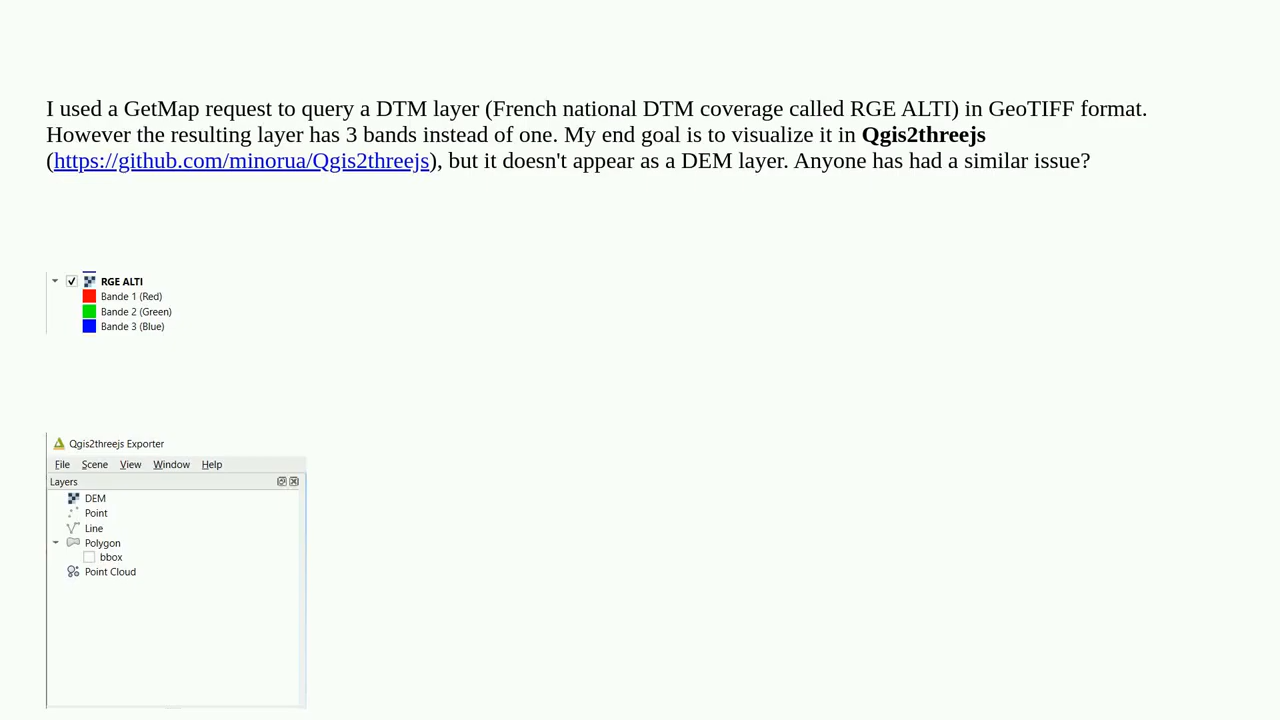 I used a GetMap request to query a DTM layer (French national DTM coverage called RGE ALTI) in GeoTIFF format.
However the resulting layer has 3 bands instead of one. My end goal is to visualize it in Qgis2threejs
(https://github.com/minorua/Qgis2threejs), but it doesn't appear as a DEM layer. Anyone has had a similar issue?
RGE ALTI
Bande 1 (Red)
Bande 2 (Green)
Bande 3 (Blue)
Qgis2threejs Exporter
File Scene View Window Help
Layers
DEM
Point
Line
Polygon
bbox
Point Cloud